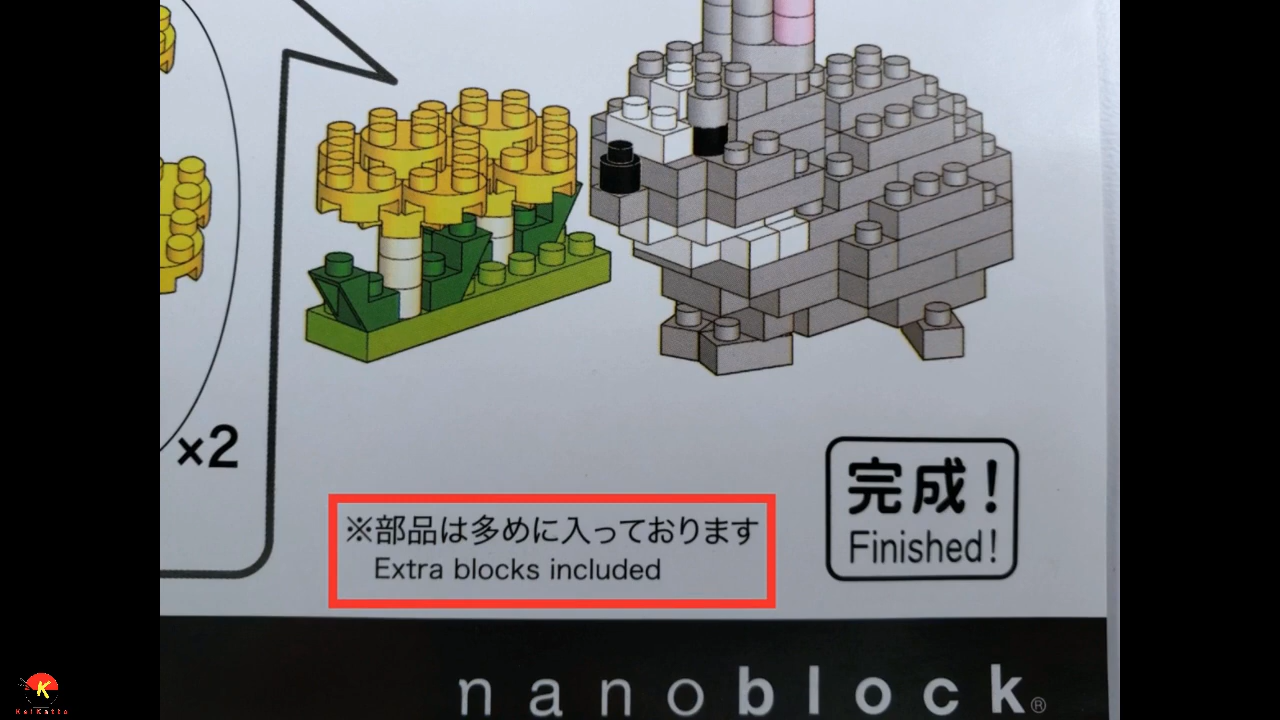 ×2
※部品は多めに入っております
Extra blocks included
完成!
Finished!
nanoblock®
K
KeiKatto